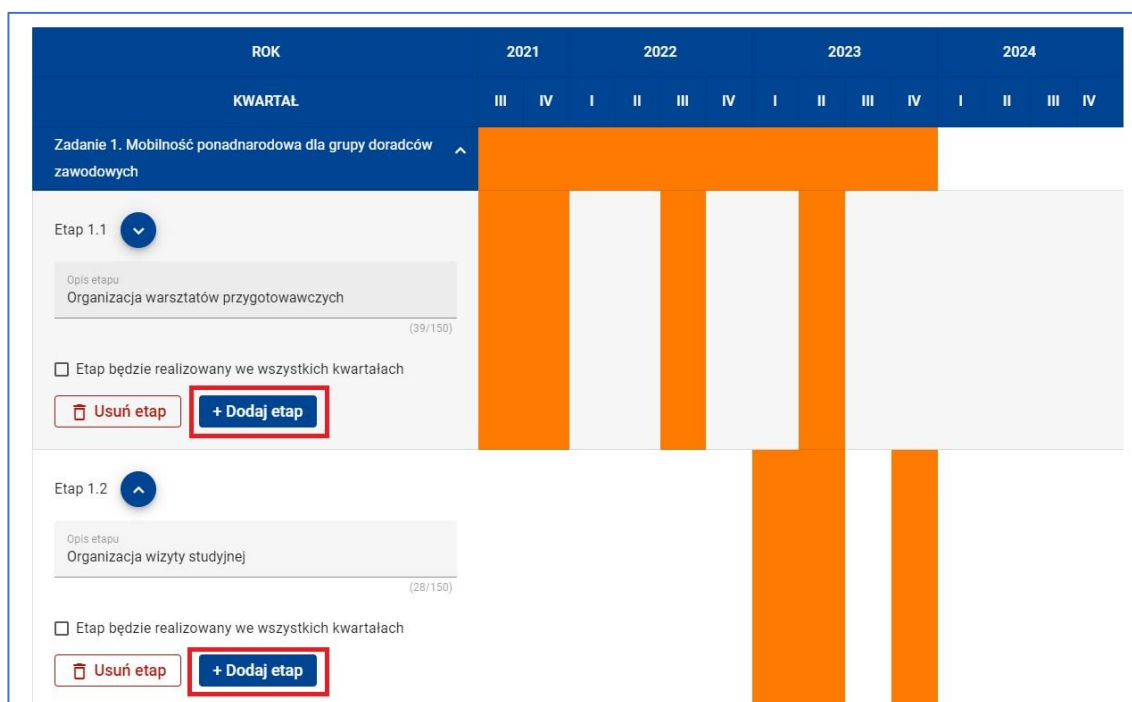 ROK 2021 2022 2023 2024
KWARTAŁ III IV I II III IV I II III IV I II III IV
Zadanie 1. Mobilność ponadnarodowa dla grupy doradców
zawodowych
Etap 1.1
Opis etapu
Organizacja warsztatów przygotowawczych
(39/150)
Etap będzie realizowany we wszystkich kwartałach
Usuń etap + Dodaj etap
Etap 1.2
Opis etapu
Organizacja wizyty studyjnej
(28/150)
Etap będzie realizowany we wszystkich kwartałach
Usuń etap + Dodaj etap